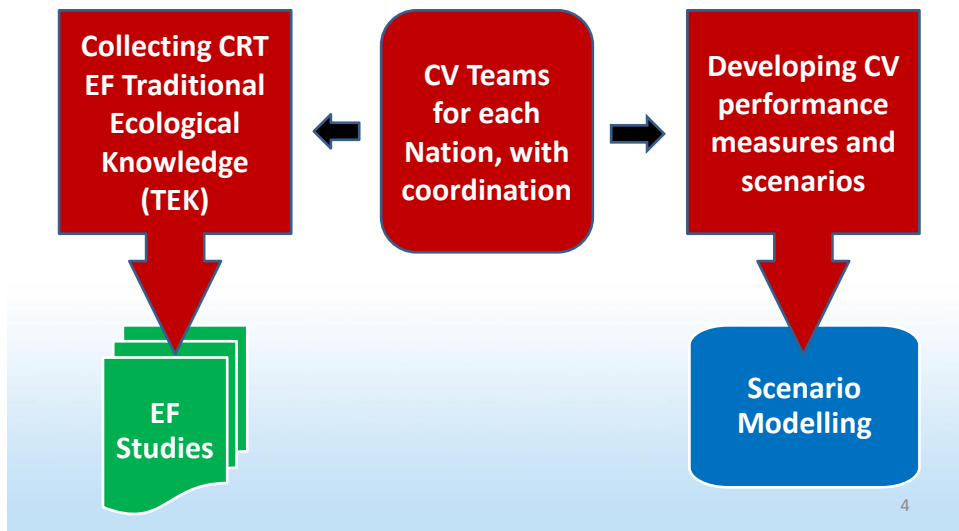 Collecting CRT
EF Traditional
Ecological
Knowledge
(TEK)
CV Teams
for each
Nation, with
coordination
Developing CV
performance
measures and
scenarios
EF
Studies
Scenario
Modelling
4